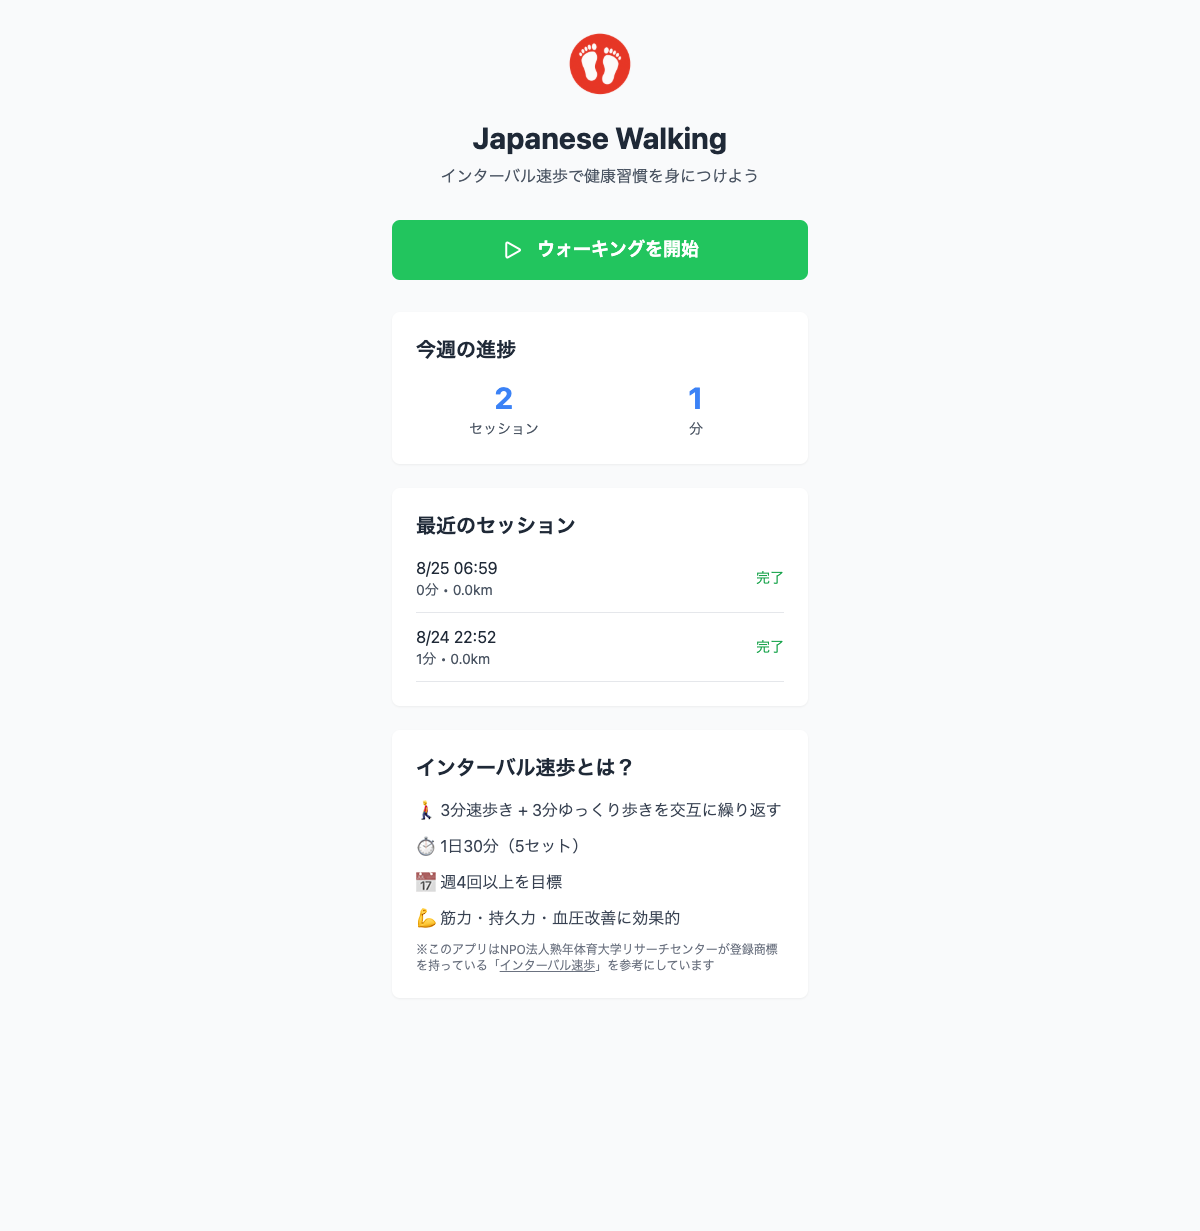 Japanese Walking
インターバル速歩で健康習慣を身につけよう
ウォーキングを開始
今週の進捗
2
セッション
1
分
最近のセッション
8/25 06:59
0分 • 0.0km
完了
8/24 22:52
1分 • 0.0km
完了
インターバル速歩とは？
🚶 3分速歩き + 3分ゆっくり歩きを交互に繰り返す
⏱️ 1日30分（5セット）
📅 週4回以上を目標
💪 筋力・持久力・血圧改善に効果的
※このアプリはNPO法人熟年体育大学リサーチセンターが登録商標
を持っている「インターバル速歩」を参考にしています